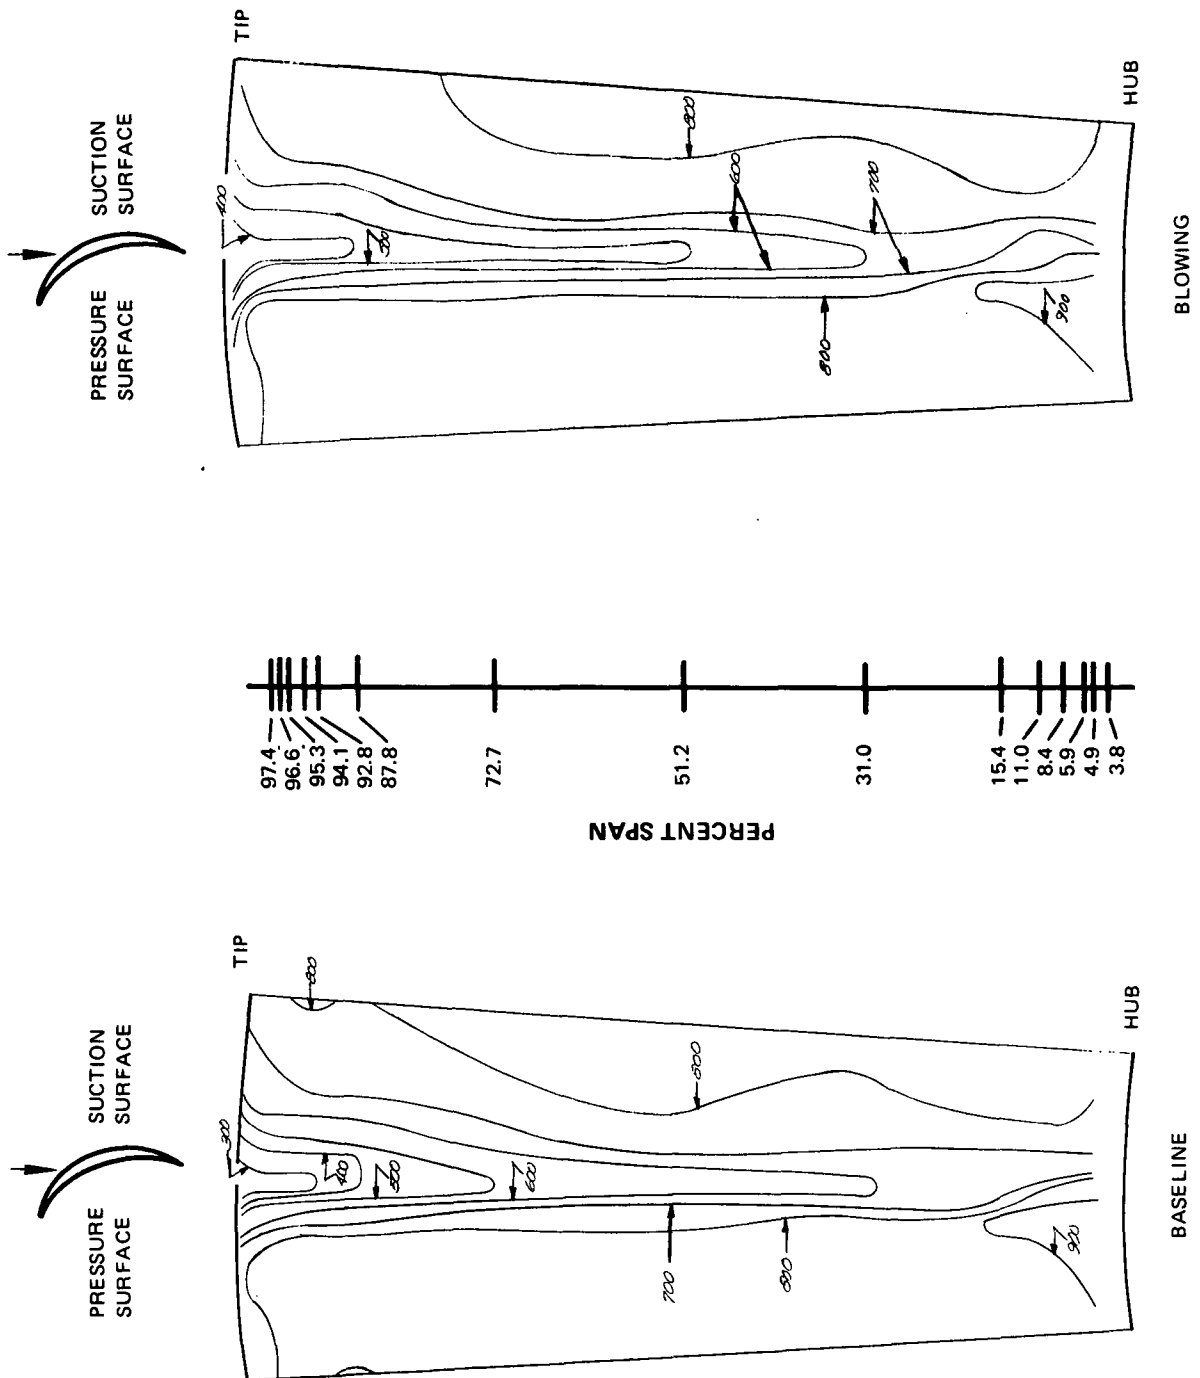 PRESSURE
SURFACE
SUCTION
SURFACE
TIP
400
500
800
600
700
800
900
HUB
BLOWING
97.4
96.6
95.3
94.1
92.8
87.8
72.7
51.2
31.0
15.4
11.0
8.4
5.9
4.9
3.8
PERCENT SPAN
PRESSURE
SURFACE
SUCTION
SURFACE
TIP
300
800
400
500
600
800
700
800
900
HUB
BASELINE